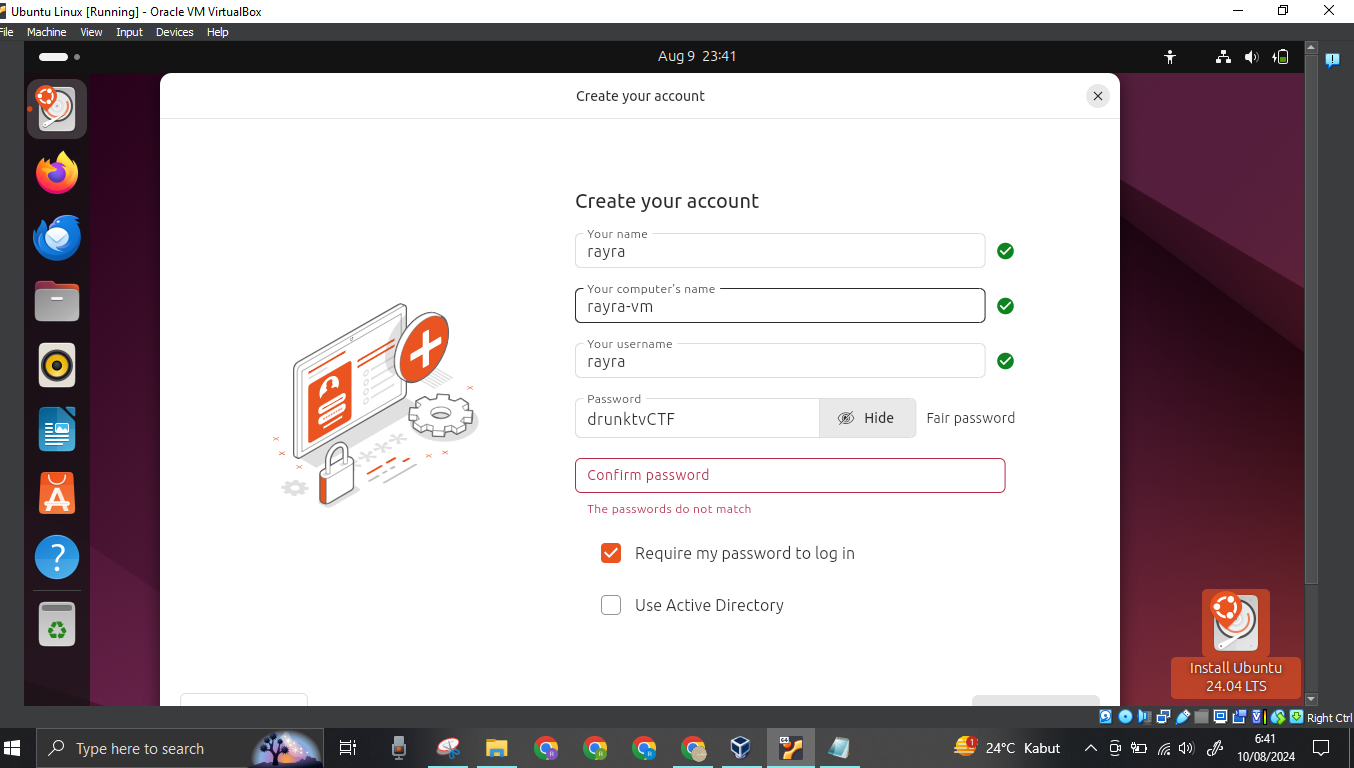 Ubuntu Linux [Running] - Oracle VM VirtualBox
File Machine View Input Devices Help
Aug 9 23:41
Create your account
Create your account
Your name
rayra
Your computer's name
rayra-vm
Your username
rayra
Password
drunktvCTF
Hide
Fair password
Confirm password
The passwords do not match
Require my password to log in
Use Active Directory
Install Ubuntu
24.04 LTS
Right Ctrl
Type here to search
1
24°C Kabut
6:41
10/08/2024